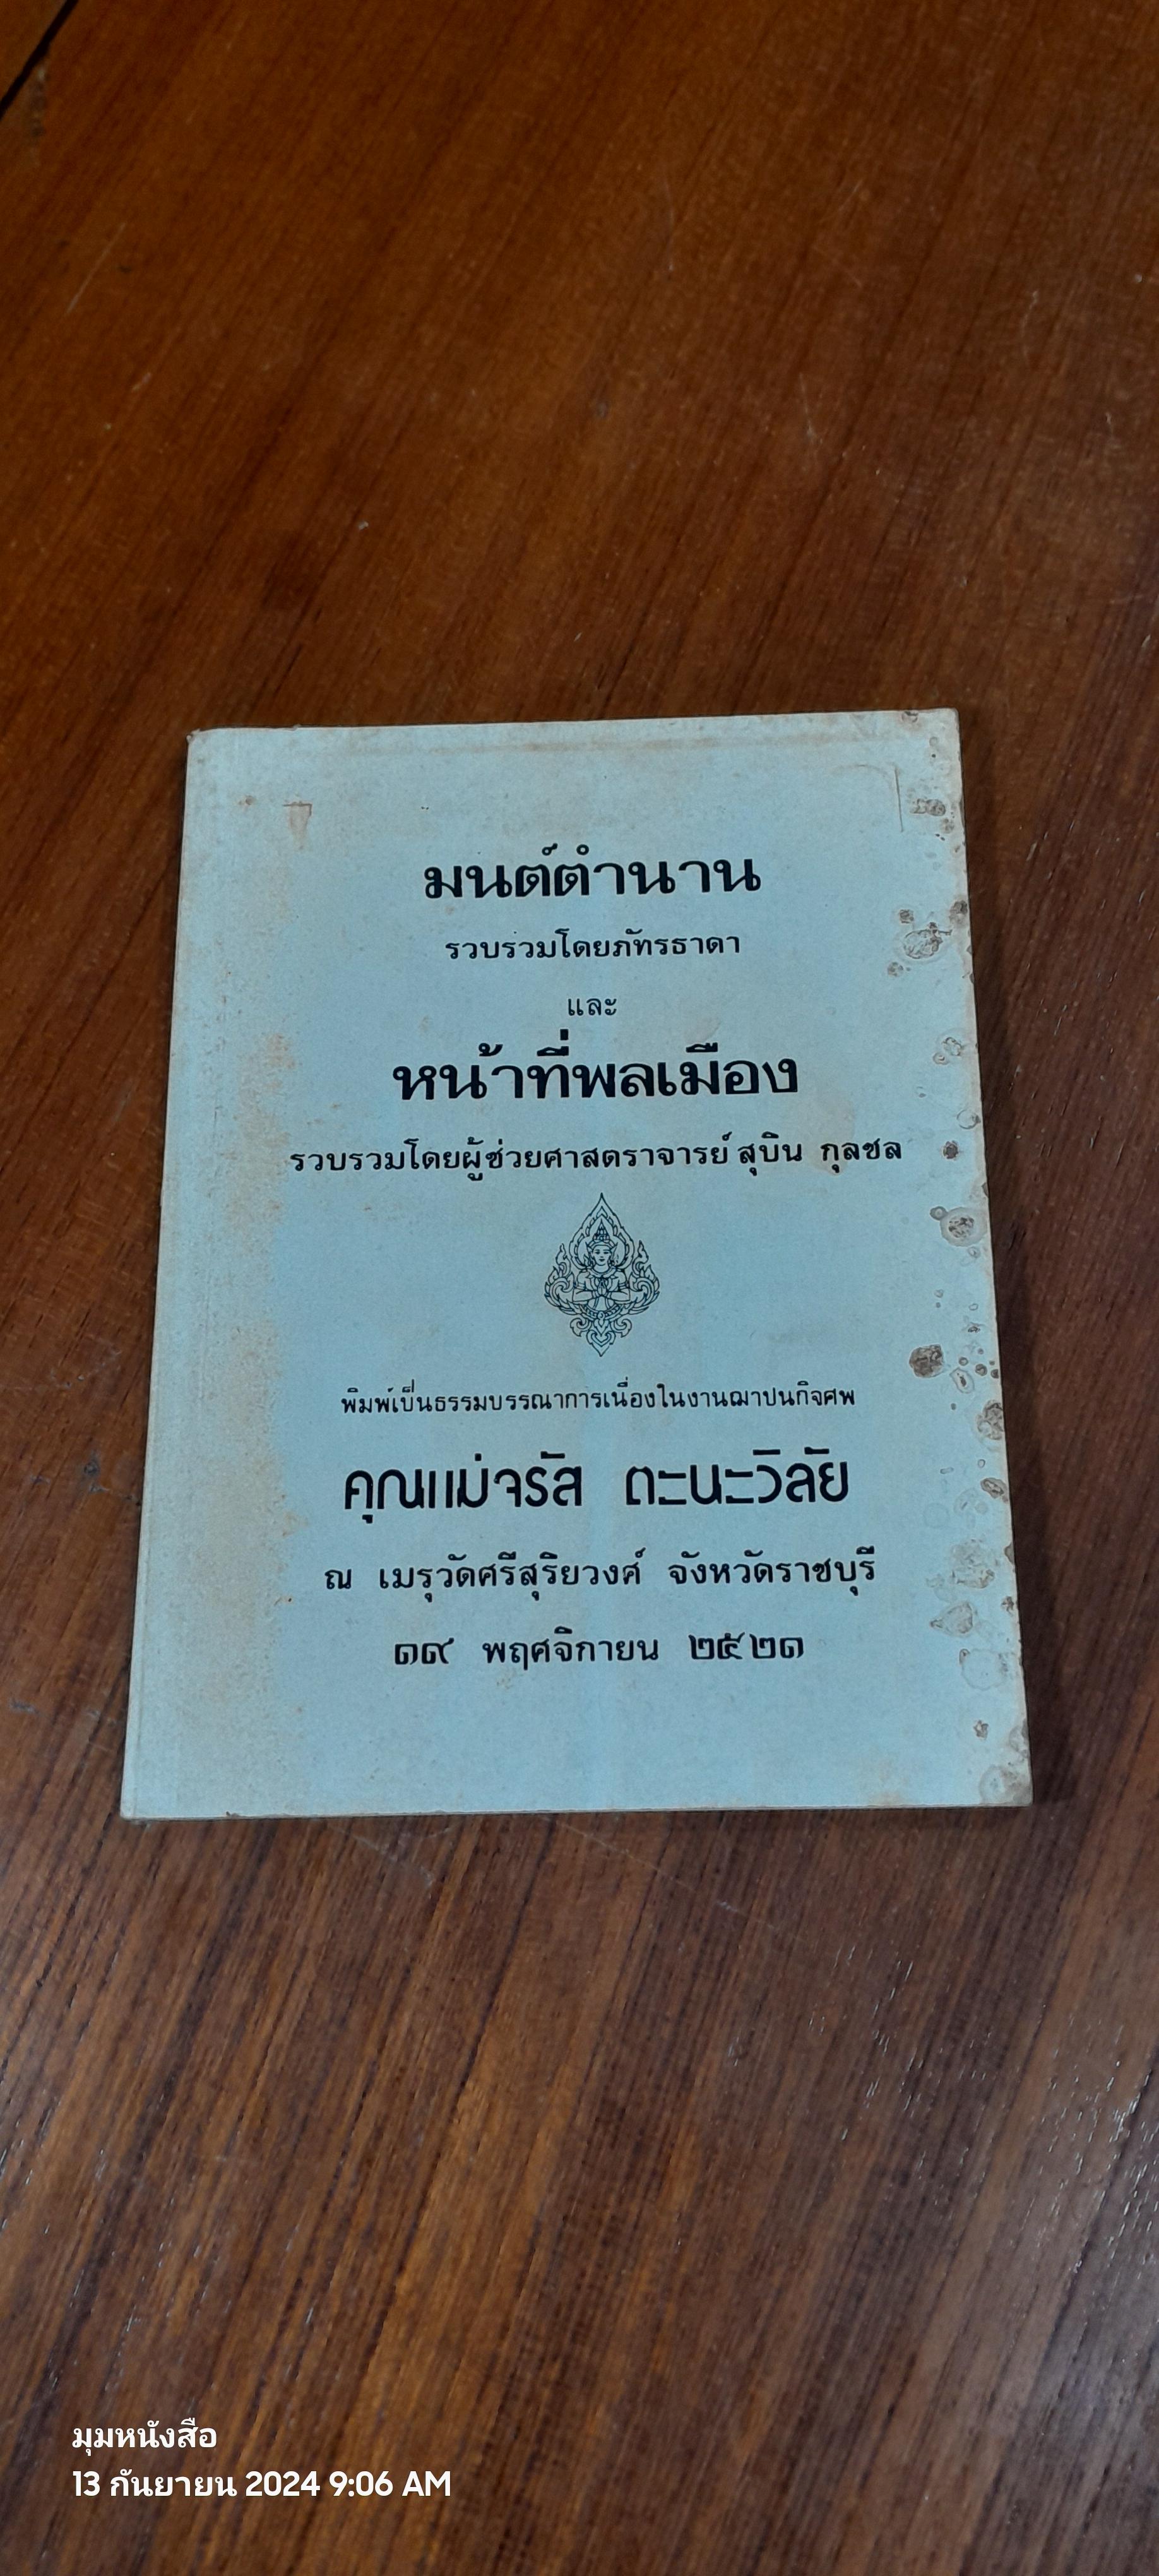 มนต์ตำนาน
รวบรวมโดยภัทรธาดา
และ
หน้าที่พลเมือง
รวบรวมโดยผู้ช่วยศาสตราจารย์ สุบิน กุลชล
พิมพ์เป็นธรรมบรรณาการเนื่องในงานฌาปนกิจศพ
คุณแม่จรัส ตะนะวิลัย
ณ เมรุวัดศรีสุริยวงศ์ จังหวัดราชบุรี
๑๙ พฤศจิกายน ๒๕๒๑
มุมหนังสือ
13 กันยายน 2024 9:06 AM